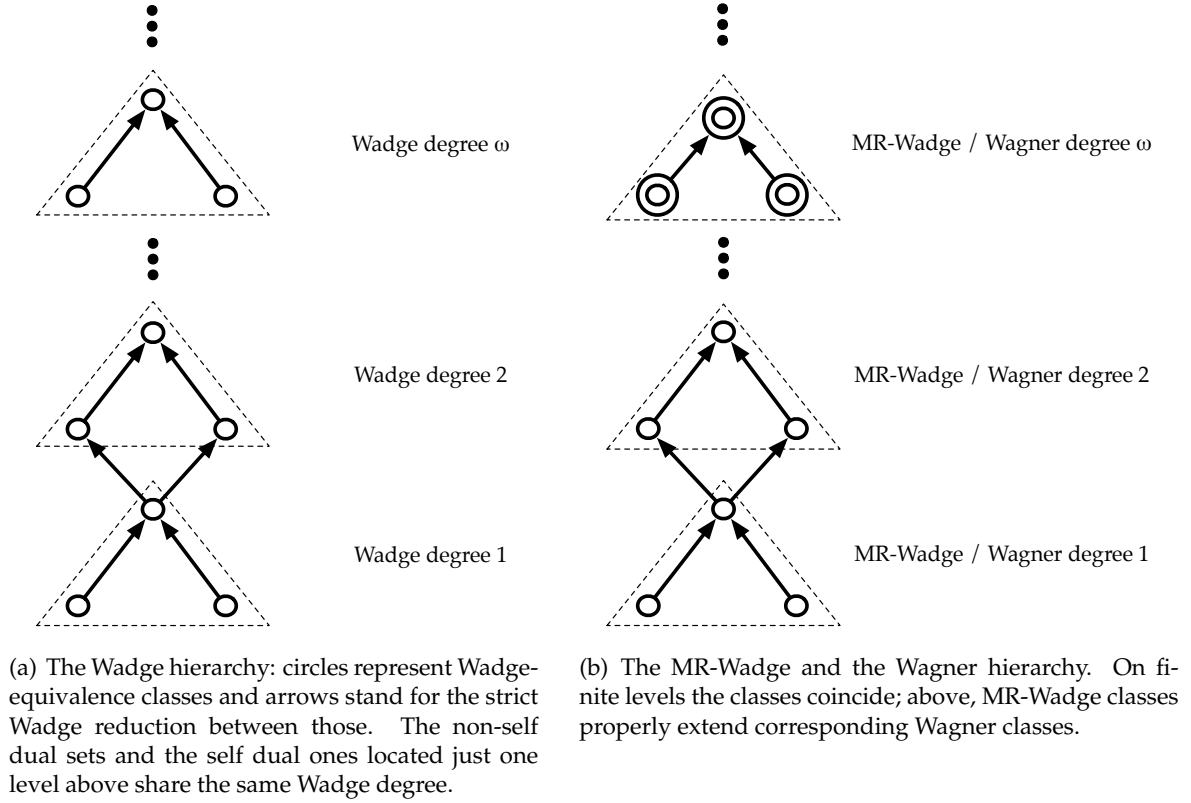 Wadge degree ω
MR-Wadge / Wagner degree ω
Wadge degree 2
MR-Wadge / Wagner degree 2
Wadge degree 1
MR-Wadge / Wagner degree 1
(a) The Wadge hierarchy: circles represent Wadge-
equivalence classes and arrows stand for the strict
Wadge reduction between those. The non-self
dual sets and the self dual ones located just one
level above share the same Wadge degree.
(b) The MR-Wadge and the Wagner hierarchy. On fi-
nite levels the classes coincide; above, MR-Wadge classes
properly extend corresponding Wagner classes.